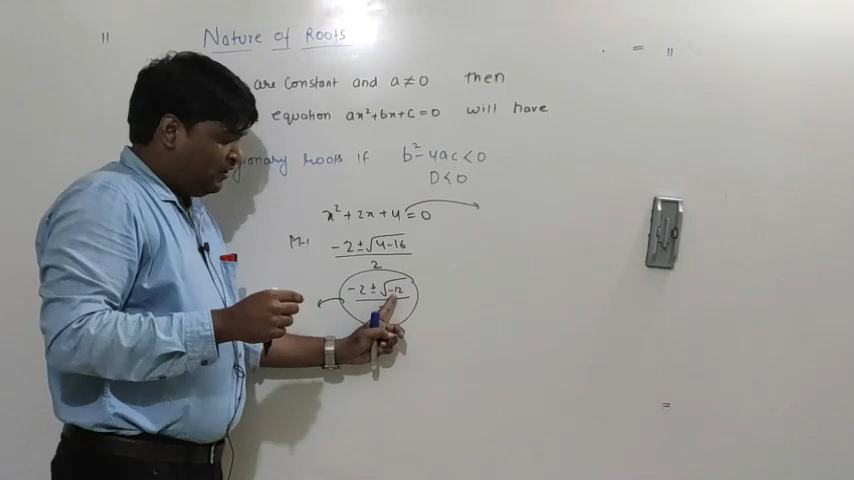 Nature of Roots
are constant and a≠0 then
equation ax²+bx+c=0 will have
roots if b²-4ac<0
D<0
x²+2x+4=0
M-1 -2±√4-16
2
-2±√-12